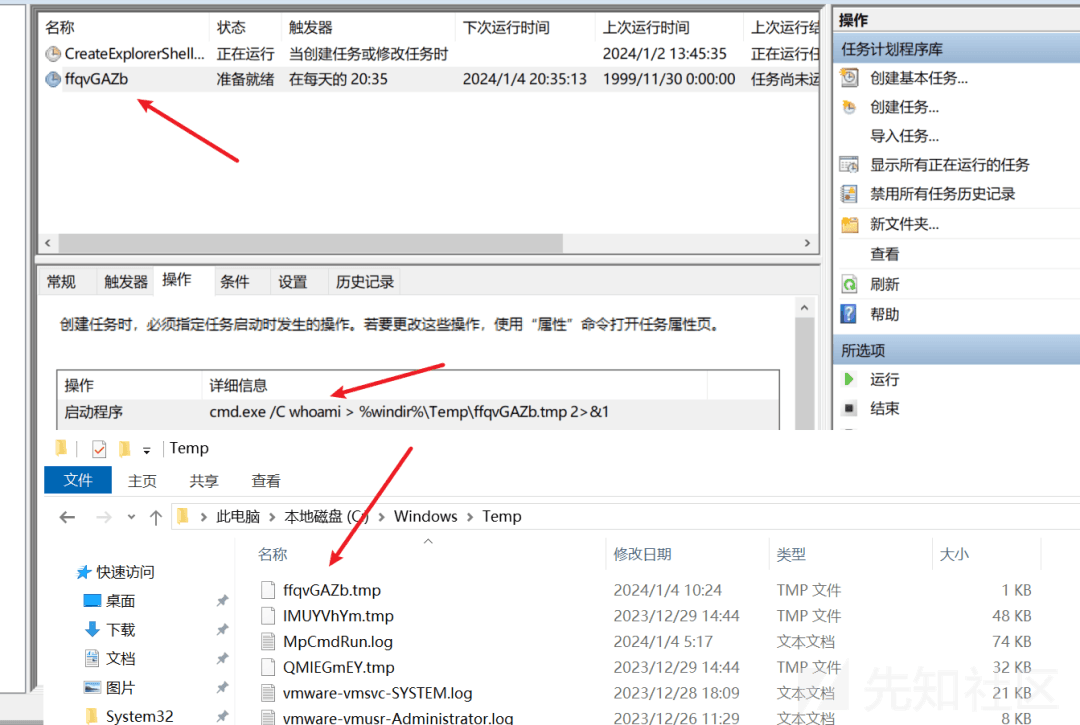 名称 状态 触发器 下次运行时间 上次运行时间 上次运行结
CreateExplorerShell... 正在运行 当创建任务或修改任务时 2024/1/2 13:45:35 正在运行任
ffqvGAZb 准备就绪 在每天的 20:35 2024/1/4 20:35:13 1999/11/30 0:00:00 任务尚未运
常规 触发器 操作 条件 设置 历史记录
创建任务时，必须指定任务启动时发生的操作。若要更改这些操作，使用“属性”命令打开任务属性页。
操作 详细信息
启动程序 cmd.exe /C whoami > %windir%\Temp\ffqvGAZb.tmp 2>&1
操作
任务计划程序库
创建基本任务...
创建任务...
导入任务...
显示所有正在运行的任务
禁用所有任务历史记录
新文件夹...
查看
刷新
帮助
所选项
运行
结束
Temp
文件 主页 共享 查看
此电脑 本地磁盘 (C:) Windows Temp
快速访问
桌面
下载
文档
图片
System32
名称 修改日期 类型 大小
ffqvGAZb.tmp 2024/1/4 10:24 TMP 文件 1 KB
lMUYVhYm.tmp 2023/12/29 14:44 TMP 文件 48 KB
MpCmdRun.log 2024/1/4 5:17 文本文档 74 KB
QMIEGmEY.tmp 2023/12/29 14:44 TMP 文件 32 KB
vmware-vmsvc-SYSTEM.log 2023/12/28 18:09 文本文档 21 KB
vmware-vmusr-Administrator.log 2023/12/26 11:29 文本文档 8 KB
先知社区